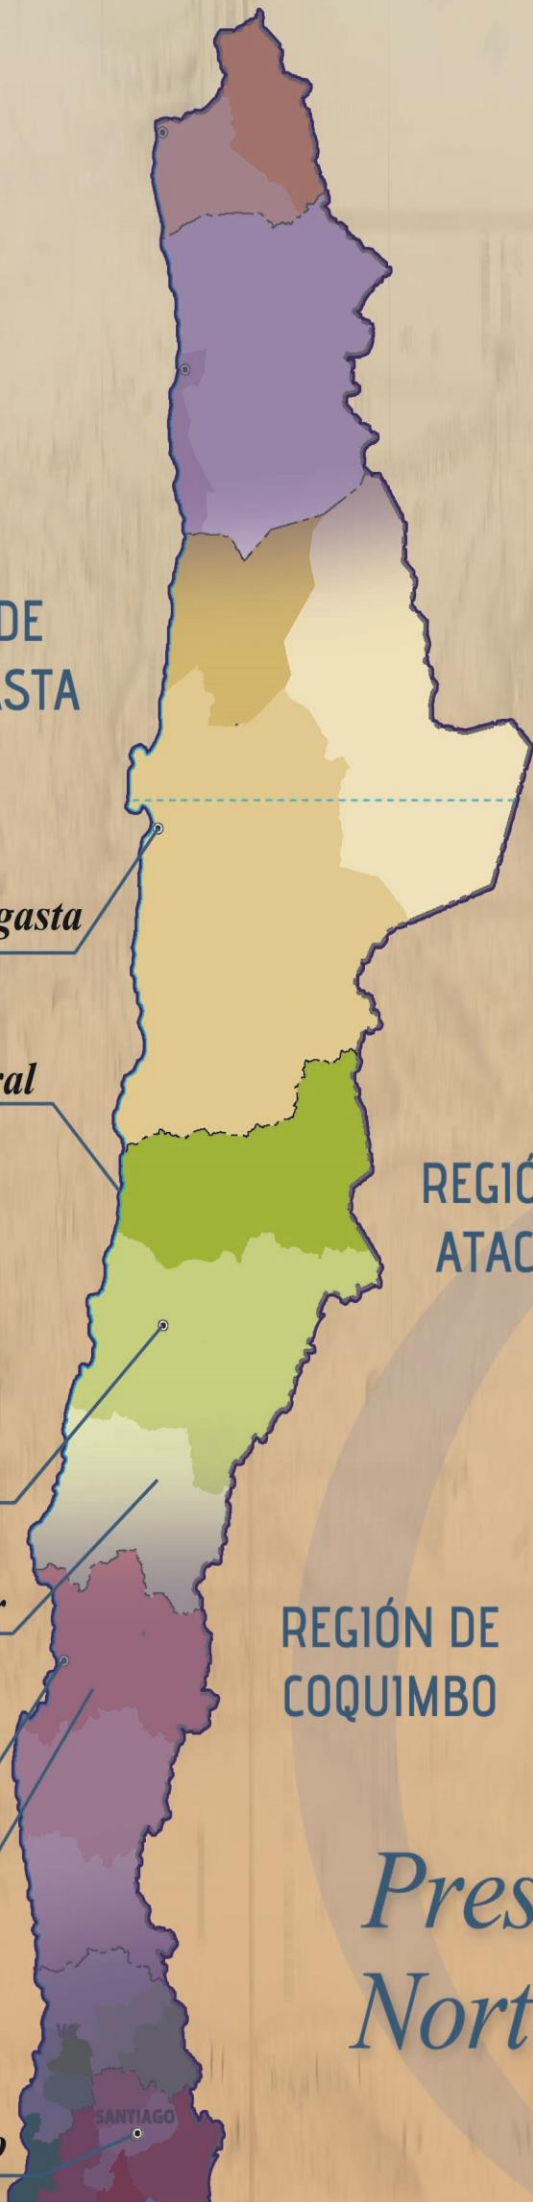 DE
ASTA
gasta
ral
REGIÓ
ATAC
r
REGIÓN DE
COQUIMBO
Pres
Nort
SANTIAGO
o